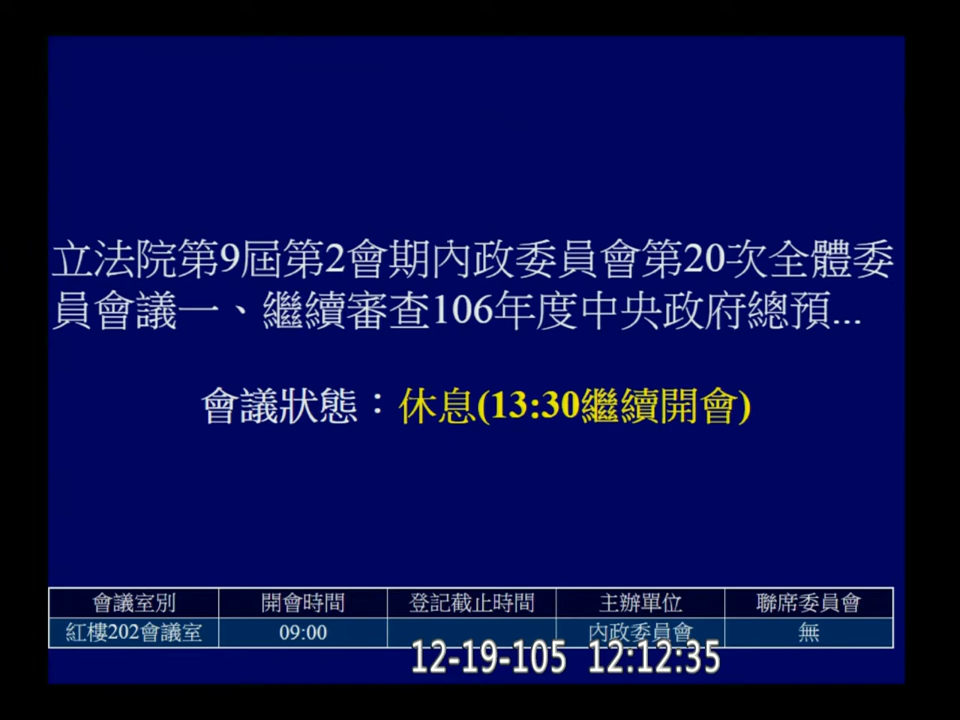 立法院第9屆第2會期內政委員會第20次全體委
員會議一、繼續審查106年度中央政府總預...
會議狀態：休息(13:30繼續開會)
會議室別 開會時間 登記截止時間 主辦單位 聯席委員會
紅樓202會議室 09:00 內政委員會 無
12-19-105 12:12:35